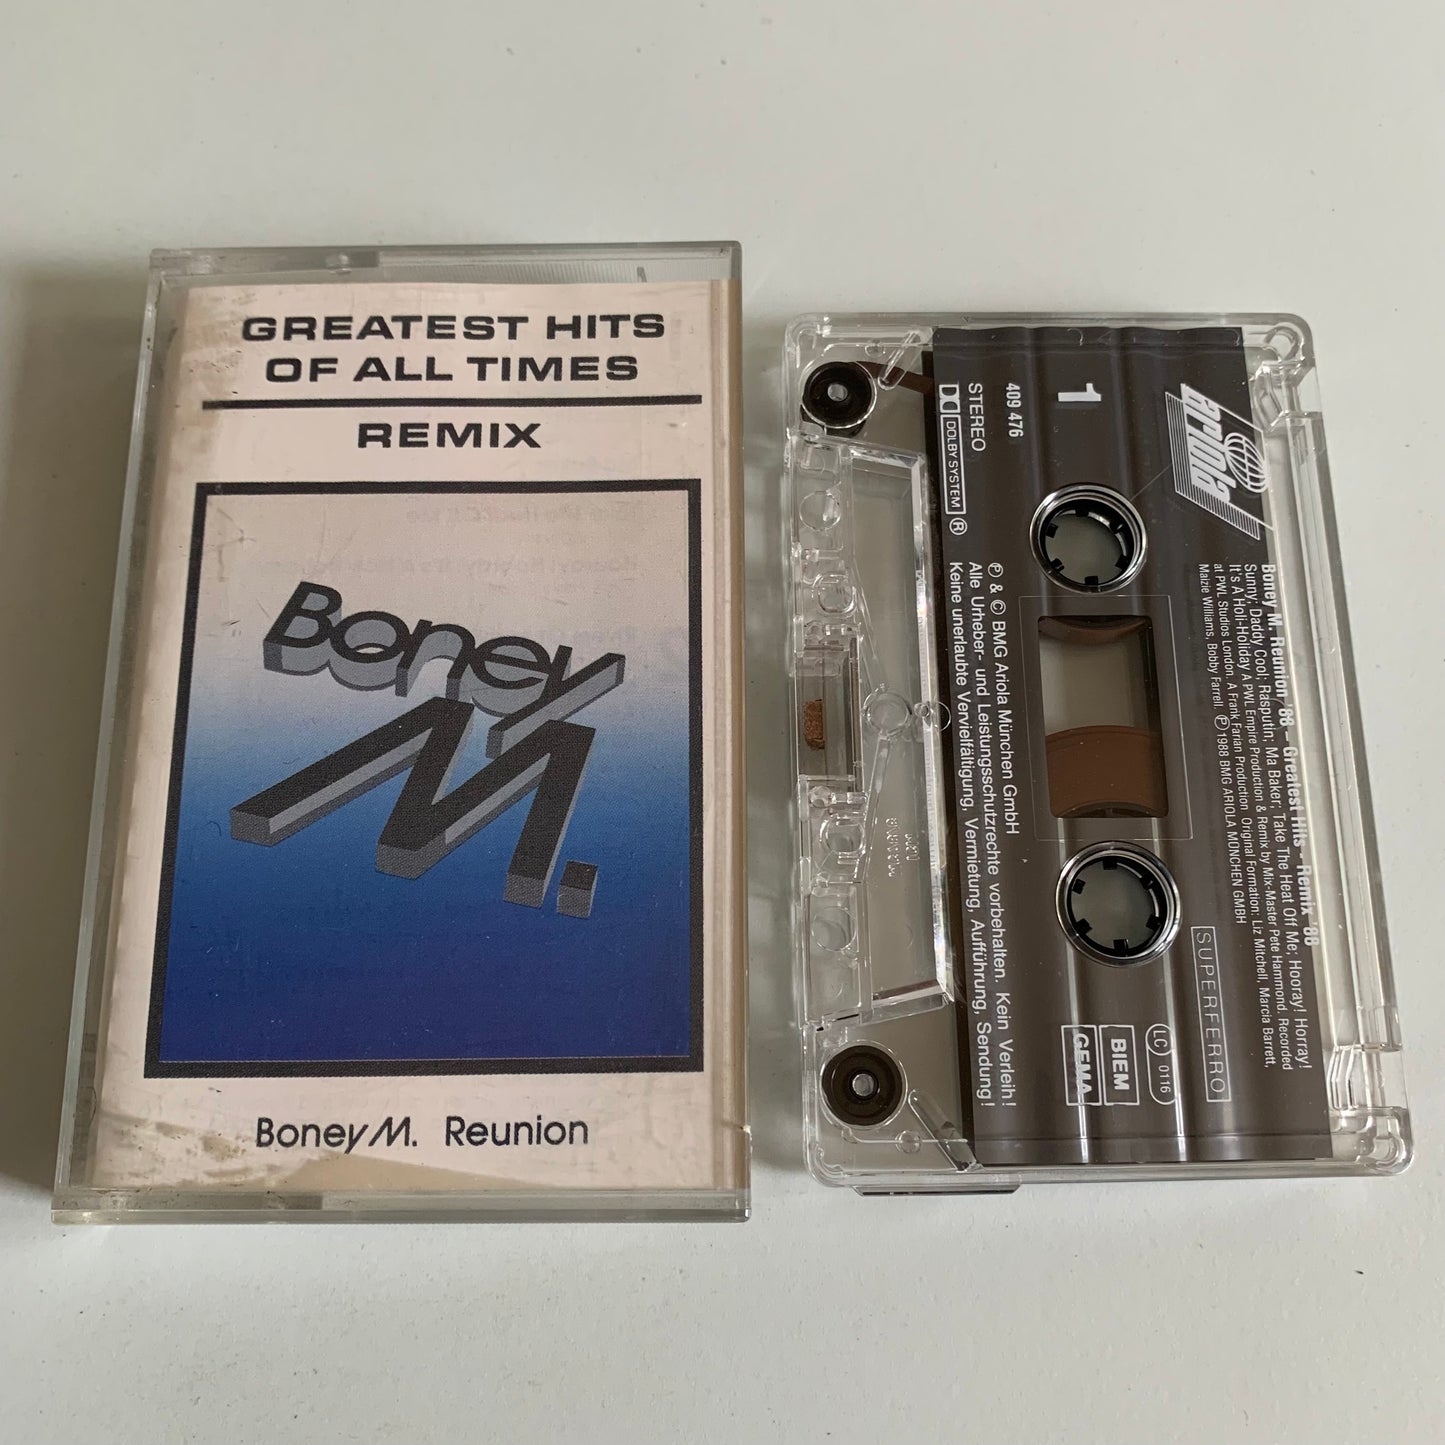 GREATEST HITS
OF ALL TIMES
REMIX
Boney
M.
Boney M. Reunion
Ariola
1
409 476
STEREO
DOLBY SYSTEM ®
Boney M. Reunion '88 – Greatest Hits - Remix '88
Sunny; Daddy Cool; Rasputin; Ma Baker; Take The Heat Off Me; Hooray! Horray!
It's A Holi-Holiday A PWL Empire Production & Remix by Mix-Master Pete Hammond. Recorded
at PWL Studios London. A Frank Farian Production. Original Formation: Liz Mitchell, Marcia Barrett,
Maizie Williams, Bobby Farrell. ℗ 1988 BMG ARIOLA MÜNCHEN GMBH
SUPERFERRO
LC 0116
BIEM
GEMA
℗ & © BMG Ariola München GmbH
Alle Urheber- und Leistungsschutzrechte vorbehalten. Kein Verleih!
Keine unerlaubte Vervielfältigung, Vermietung, Aufführung, Sendung!